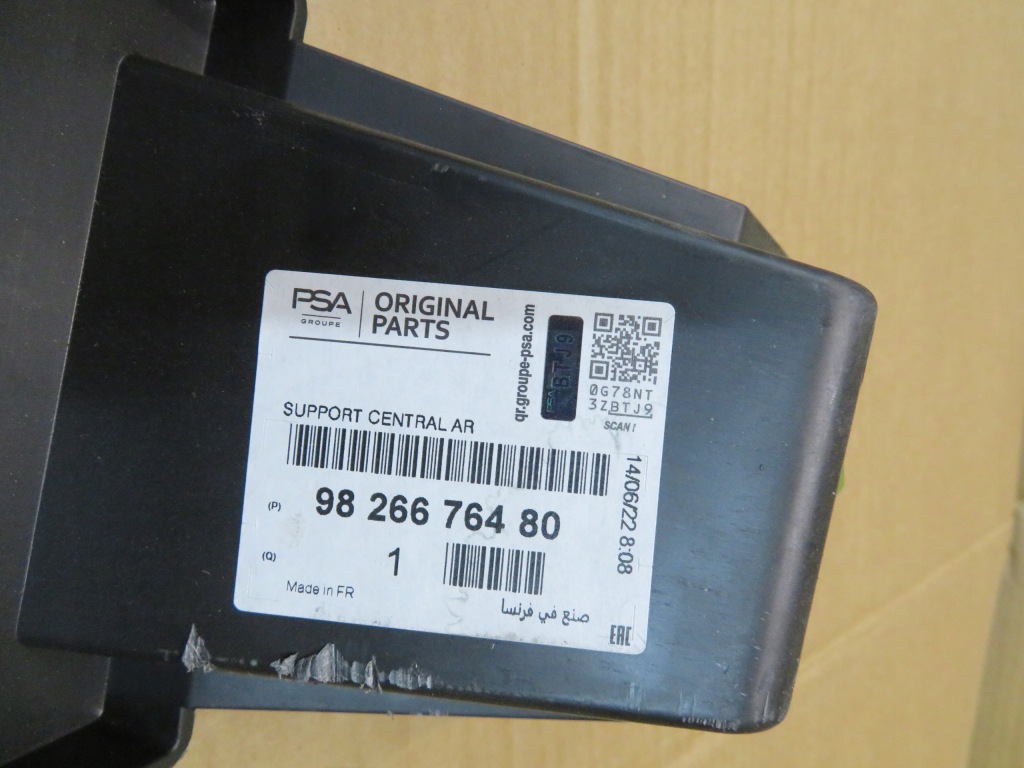 PSA
GROUPE
ORIGINAL
PARTS
qr.groupe-psa.com
PSA
BTJ9
0G78NT
3ZBTJ9
SCAN!
SUPPORT CENTRAL AR
14/06/22 8:08
(P) 98 266 764 80
(Q) 1
Made in FR
صنع في فرنسا
EAC